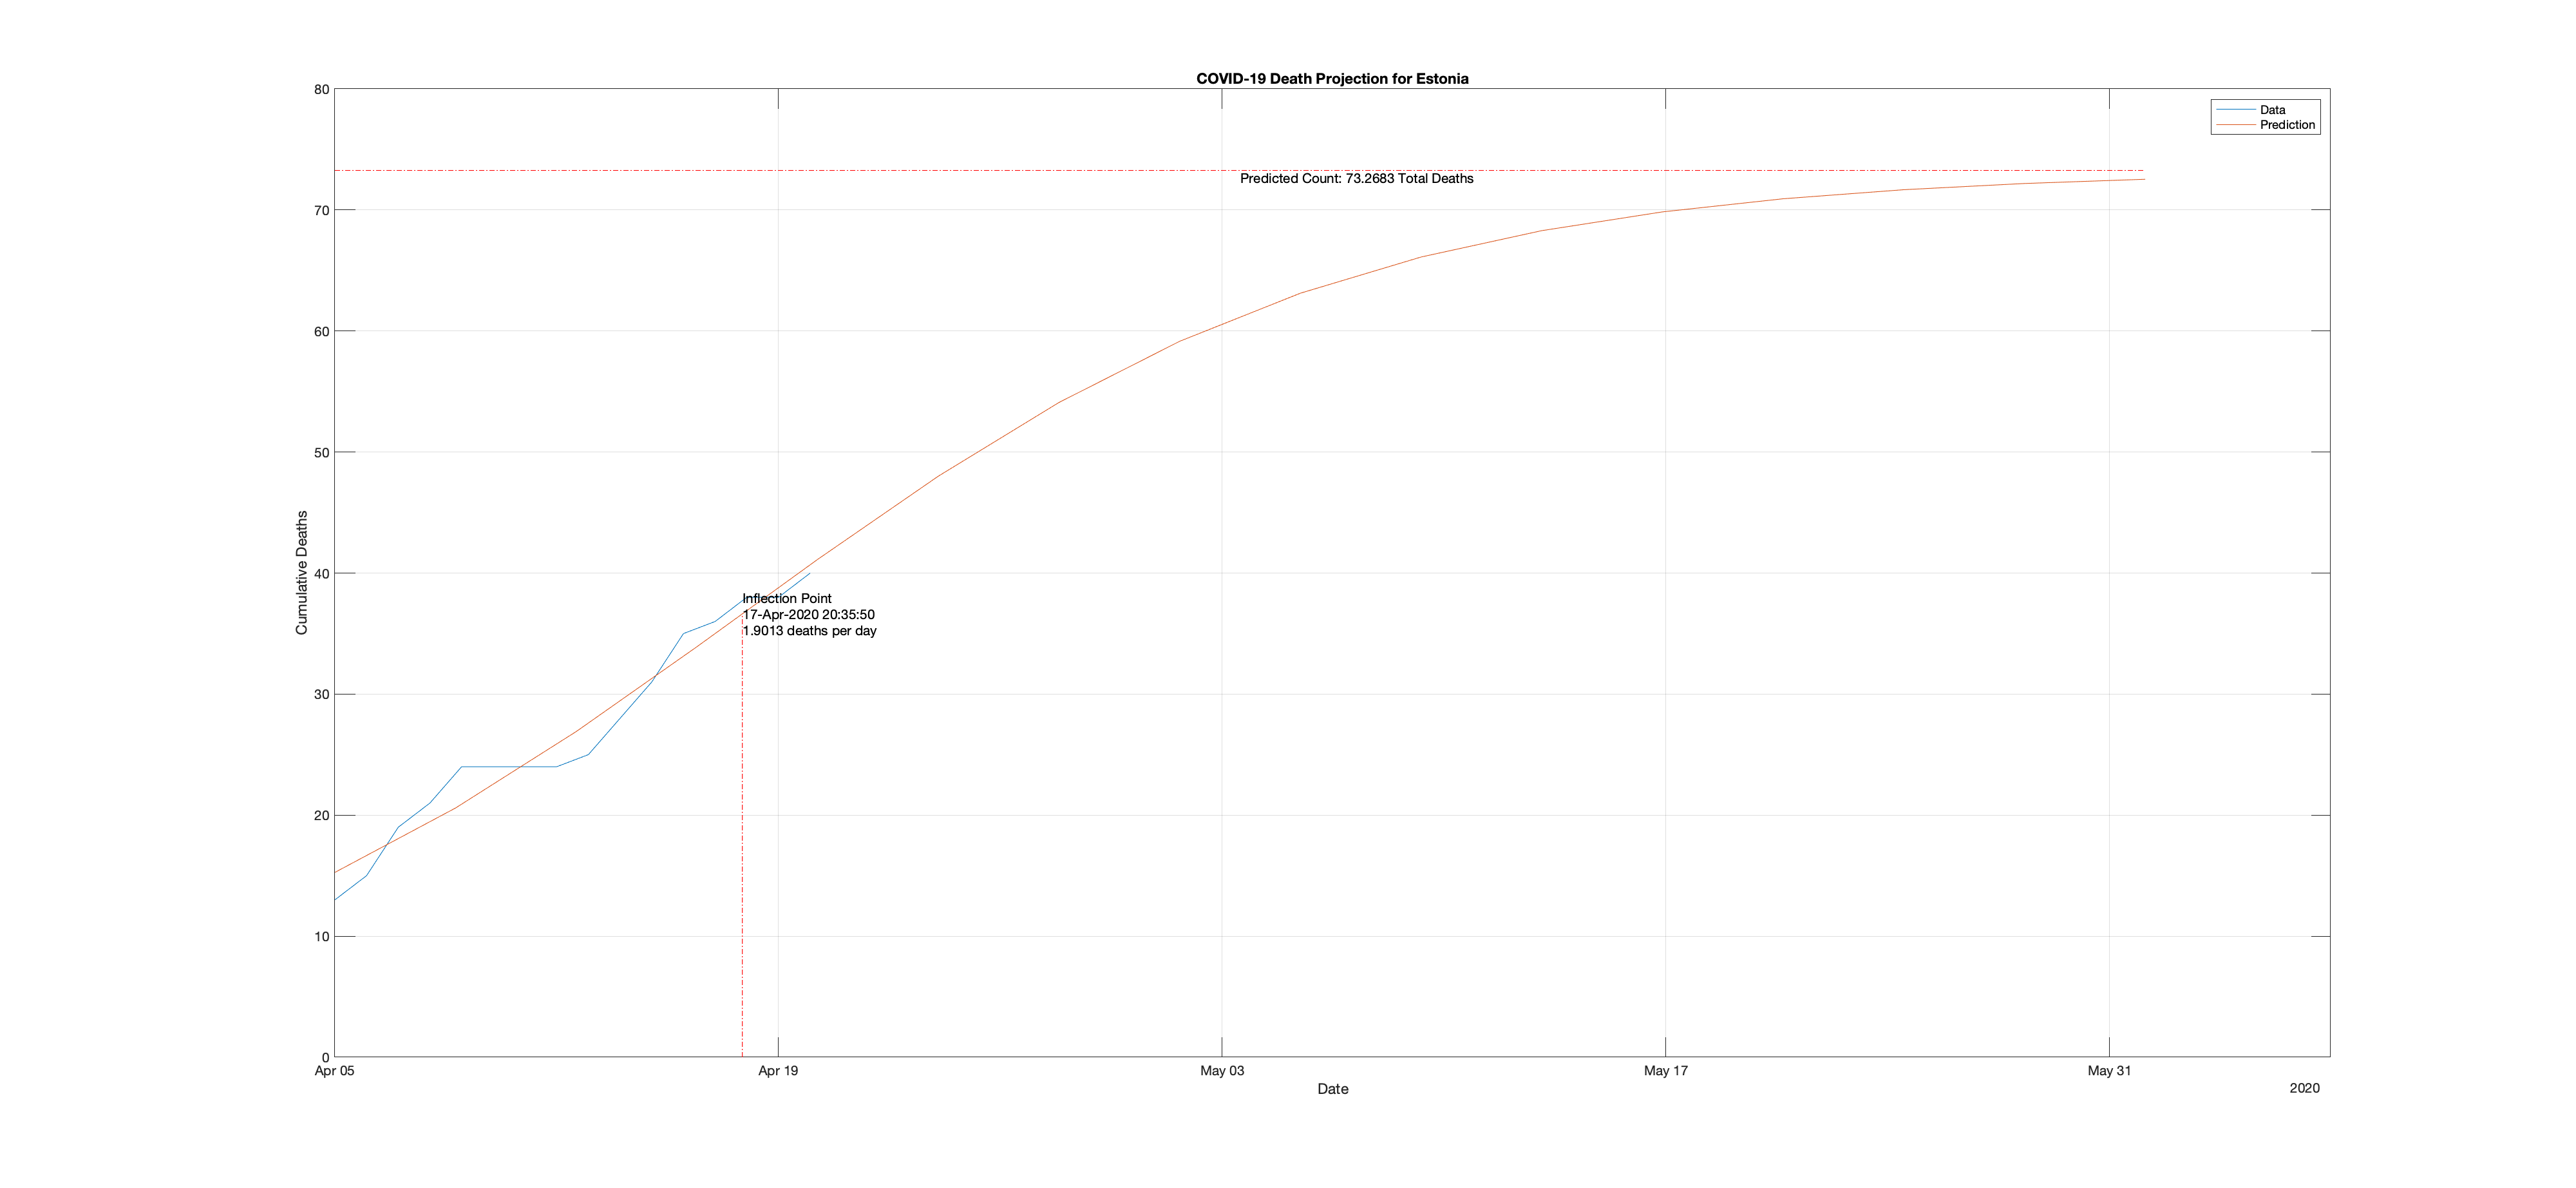 COVID-19 Death Projection for Estonia
80
70
60
50
40
30
20
10
0
Cumulative Deaths
Data
Prediction
Predicted Count: 73.2683 Total Deaths
Inflection Point
17-Apr-2020 20:35:50
1.9013 deaths per day
Apr 05
Apr 19
May 03
May 17
May 31
Date
2020